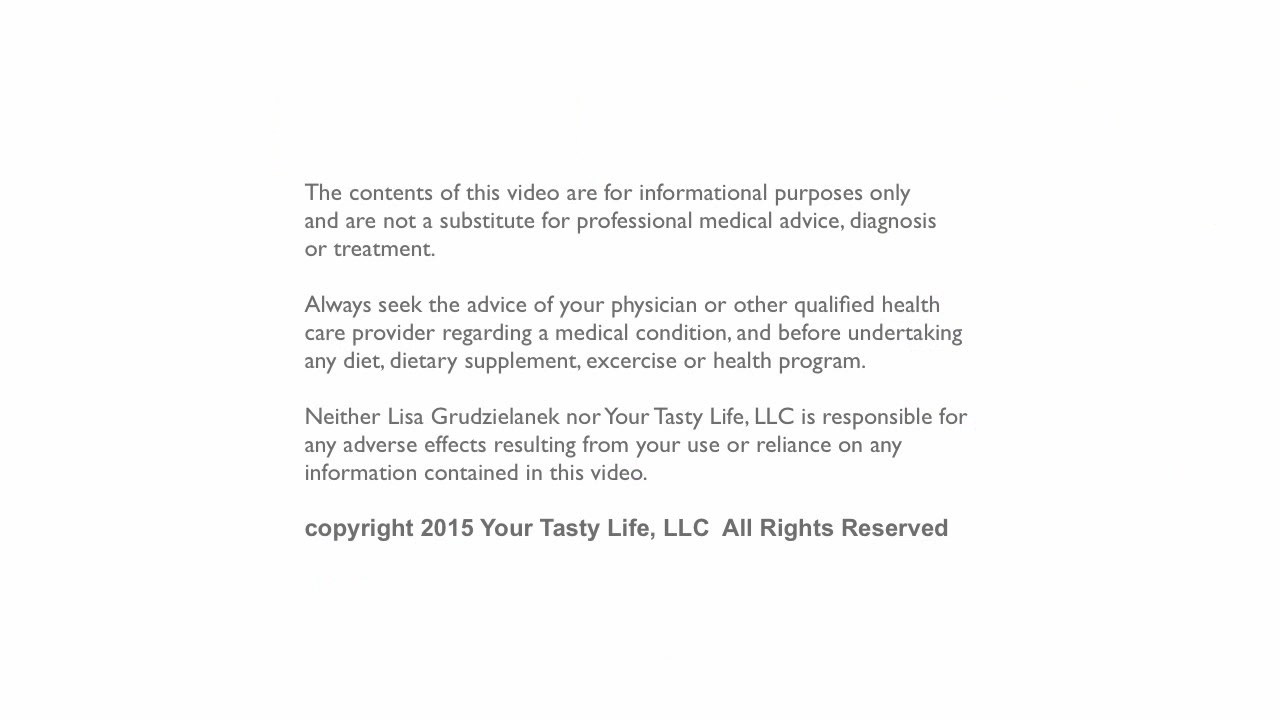 The contents of this video are for informational purposes only
and are not a substitute for professional medical advice, diagnosis
or treatment.
Always seek the advice of your physician or other qualified health
care provider regarding a medical condition, and before undertaking
any diet, dietary supplement, excercise or health program.
Neither Lisa Grudzielanek nor Your Tasty Life, LLC is responsible for
any adverse effects resulting from your use or reliance on any
information contained in this video.
copyright 2015 Your Tasty Life, LLC  All Rights Reserved